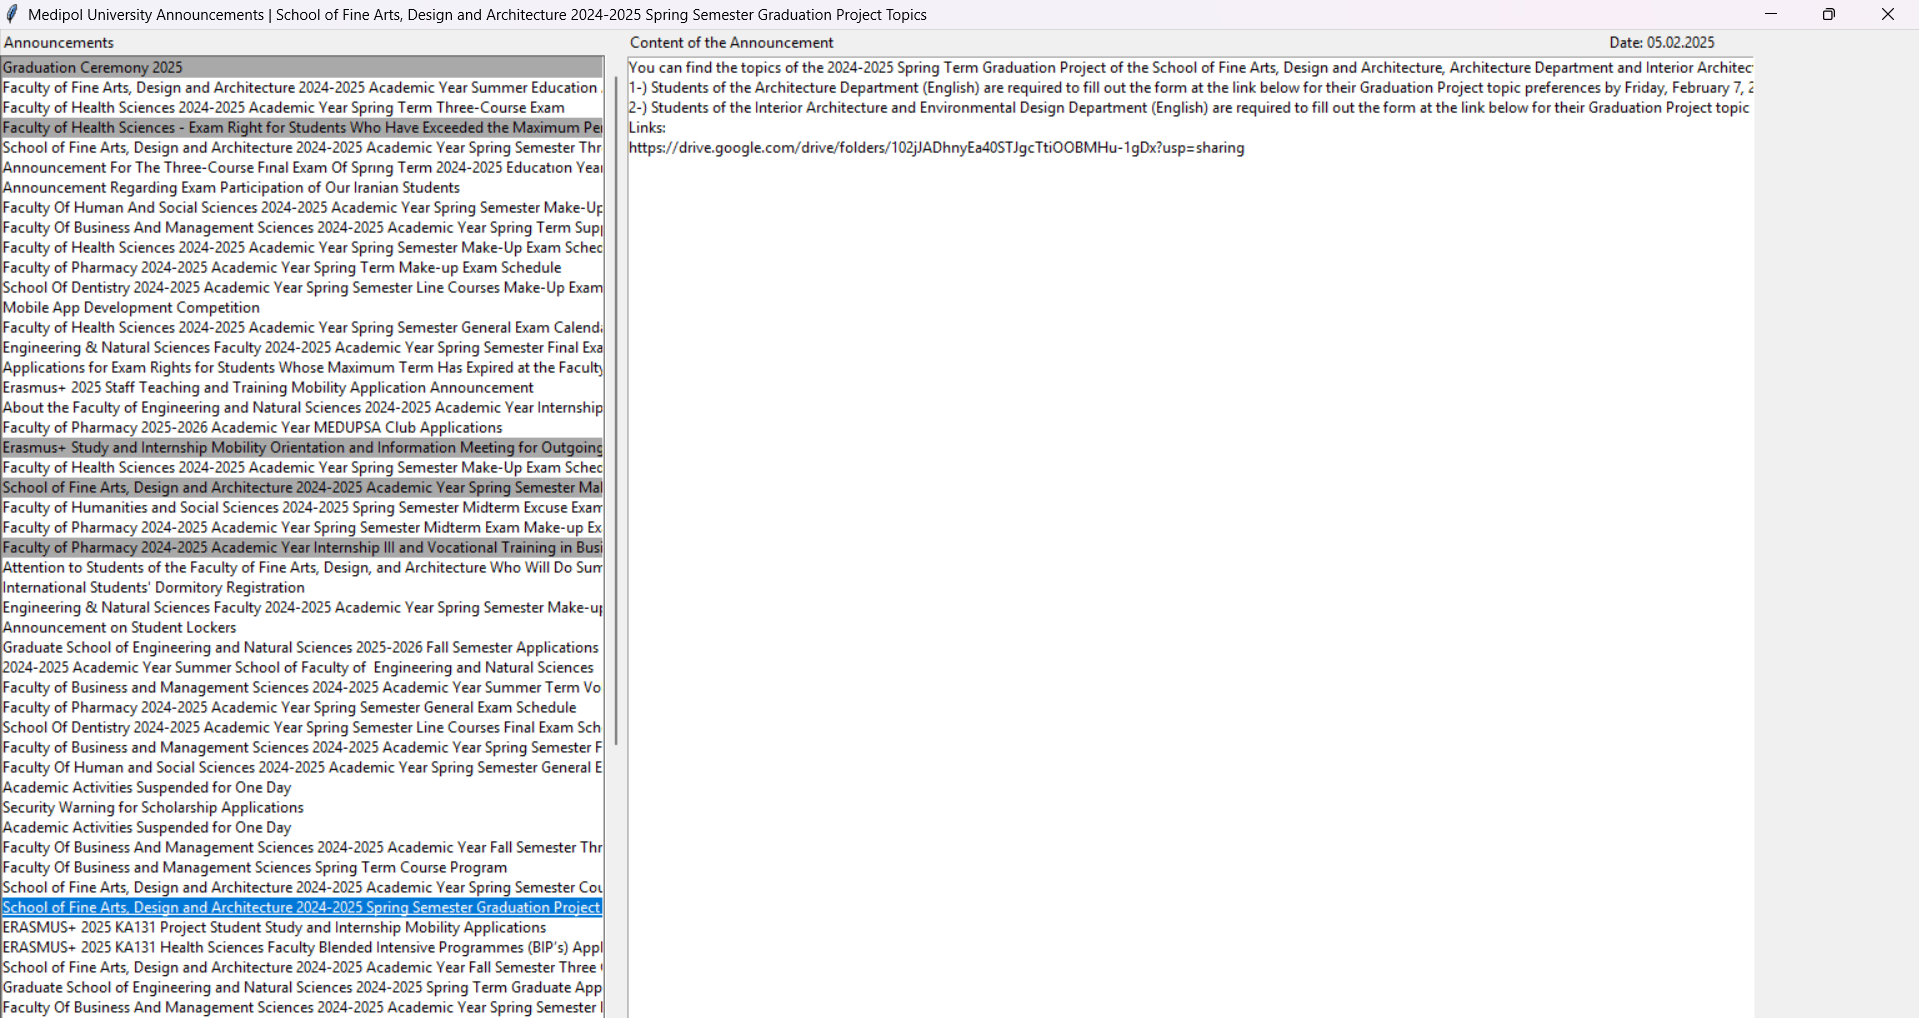 Medipol University Announcements | School of Fine Arts, Design and Architecture 2024-2025 Spring Semester Graduation Project Topics
Announcements
Graduation Ceremony 2025
Faculty of Fine Arts, Design and Architecture 2024-2025 Academic Year Summer Education
Faculty of Health Sciences 2024-2025 Academic Year Spring Term Three-Course Exam
Faculty of Health Sciences - Exam Right for Students Who Have Exceeded the Maximum
School of Fine Arts, Design and Architecture 2024-2025 Academic Year Spring Semester
Announcement For The Three-Course Final Exam Of Spring Term 2024-2025 Education
Announcement Regarding Exam Participation of Our Iranian Students
Faculty Of Human And Social Sciences 2024-2025 Academic Year Spring Semester Make-Up
Faculty Of Business And Management Sciences 2024-2025 Academic Year Spring Term
Faculty of Health Sciences 2024-2025 Academic Year Spring Semester Make-Up Exam
Faculty of Pharmacy 2024-2025 Academic Year Spring Term Make-up Exam Schedule
School Of Dentistry 2024-2025 Academic Year Spring Semester Line Courses Make-Up Exam
Mobile App Development Competition
Faculty of Health Sciences 2024-2025 Academic Year Spring Semester General Exam
Engineering & Natural Sciences Faculty 2024-2025 Academic Year Spring Semester Final
Applications for Exam Rights for Students Whose Maximum Term Has Expired at the Faculty
Erasmus+ 2025 Staff Teaching and Training Mobility Application Announcement
About the Faculty of Engineering and Natural Sciences 2024-2025 Academic Year Internship
Faculty of Pharmacy 2025-2026 Academic Year MEDUPSA Club Applications
Erasmus+ Study and Internship Mobility Orientation and Information Meeting for Outgoing
Faculty of Health Sciences 2024-2025 Academic Year Spring Semester Make-Up Exam
School of Fine Arts, Design and Architecture 2024-2025 Academic Year Spring Semester
Faculty of Humanities and Social Sciences 2024-2025 Spring Semester Midterm Excuse Exam
Faculty of Pharmacy 2024-2025 Academic Year Spring Semester Midterm Exam Make-up
Faculty of Pharmacy 2024-2025 Academic Year Internship III and Vocational Training in
Attention to Students of the Faculty of Fine Arts, Design, and Architecture Who Will Do
International Students' Dormitory Registration
Engineering & Natural Sciences Faculty 2024-2025 Academic Year Spring Semester Make-up
Announcement on Student Lockers
Graduate School of Engineering and Natural Sciences 2025-2026 Fall Semester Applications
2024-2025 Academic Year Summer School of Faculty of Engineering and Natural Sciences
Faculty of Business and Management Sciences 2024-2025 Academic Year Summer Term
Faculty of Pharmacy 2024-2025 Academic Year Spring Semester General Exam Schedule
School Of Dentistry 2024-2025 Academic Year Spring Semester Line Courses Final Exam
Faculty of Business and Management Sciences 2024-2025 Academic Year Spring Semester
Faculty Of Human and Social Sciences 2024-2025 Academic Year Spring Semester General
Academic Activities Suspended for One Day
Security Warning for Scholarship Applications
Academic Activities Suspended for One Day
Faculty Of Business And Management Sciences 2024-2025 Academic Year Fall Semester
Faculty Of Business and Management Sciences Spring Term Course Program
School of Fine Arts, Design and Architecture 2024-2025 Academic Year Spring Semester
School of Fine Arts, Design and Architecture 2024-2025 Spring Semester Graduation Project
ERASMUS+ 2025 KA131 Project Student Study and Internship Mobility Applications
ERASMUS+ 2025 KA131 Health Sciences Faculty Blended Intensive Programmes (BIP's)
School of Fine Arts, Design and Architecture 2024-2025 Academic Year Fall Semester Three
Graduate School of Engineering and Natural Sciences 2024-2025 Spring Term Graduate
Faculty Of Business And Management Sciences 2024-2025 Academic Year Spring Semester
Content of the Announcement
Date: 05.02.2025
You can find the topics of the 2024-2025 Spring Term Graduation Project of the School of Fine Arts, Design and Architecture, Architecture Department and Interior
1-) Students of the Architecture Department (English) are required to fill out the form at the link below for their Graduation Project topic preferences by Friday, February 7,
2-) Students of the Interior Architecture and Environmental Design Department (English) are required to fill out the form at the link below for their Graduation Project topic
Links:
https://drive.google.com/drive/folders/102jJADhnyEa40STJgcTtiOOBMHu-1gDx?usp=sharing